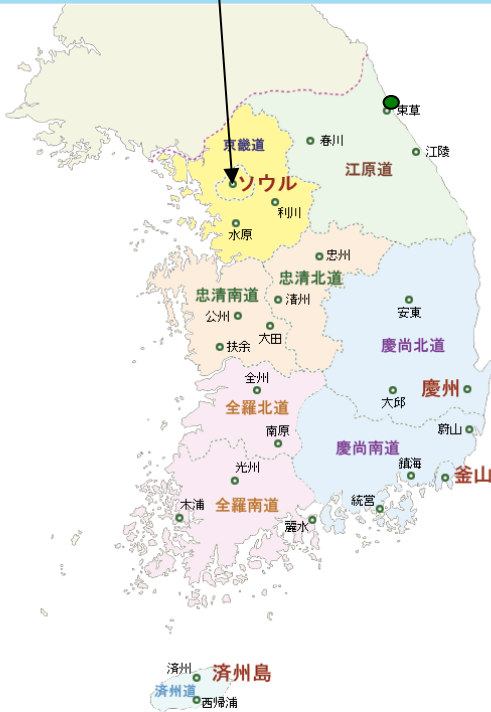 束草
春川
江陵
京畿道
江原道
ソウル
利川
水原
忠州
忠清北道
忠清南道
清州
安東
公州
大田
扶余
慶尚北道
全州
慶州
大邱
全羅北道
南原
蔚山
慶尚南道
光州
鎮海
釜山
全羅南道
統営
木浦
麗水
済州
済州島
済州道
西帰浦